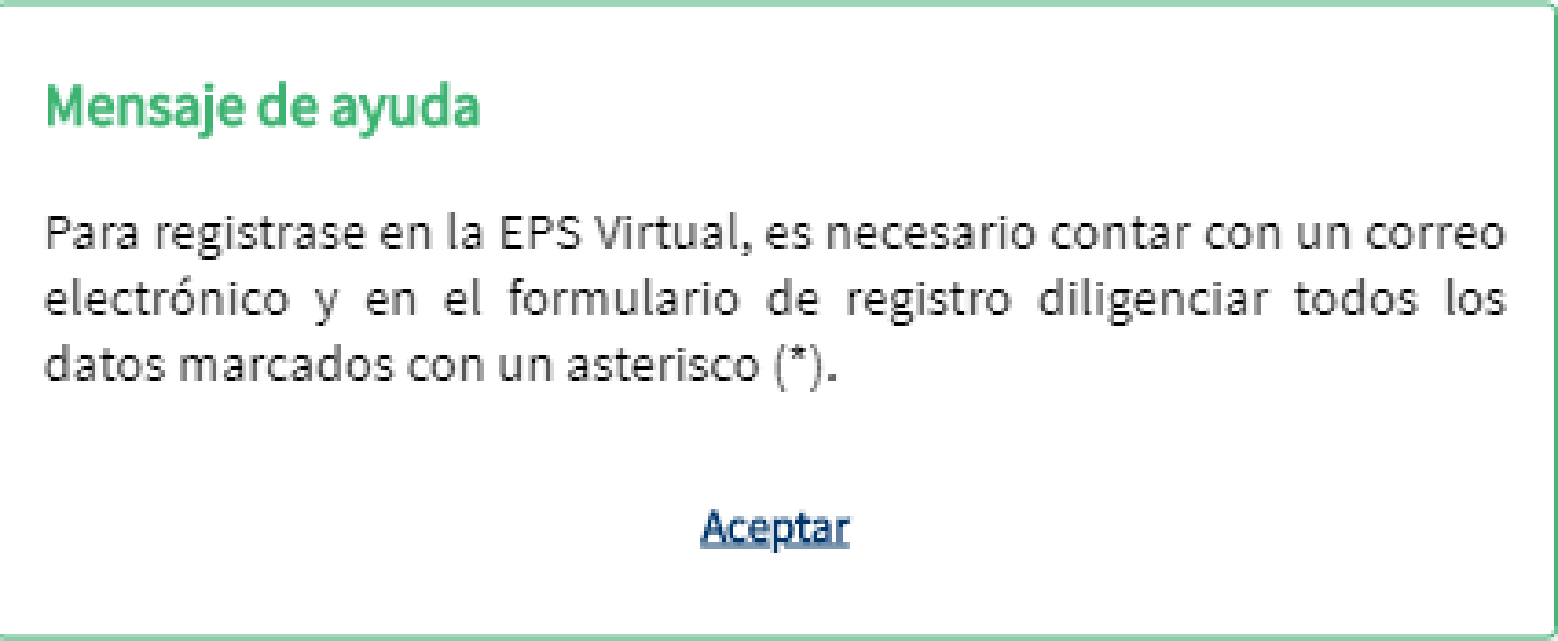 Mensaje de ayuda
Para registrase en la EPS Virtual, es necesario contar con un correo
electrónico y en el formulario de registro diligenciar todos los
datos marcados con un asterisco (*).
Aceptar